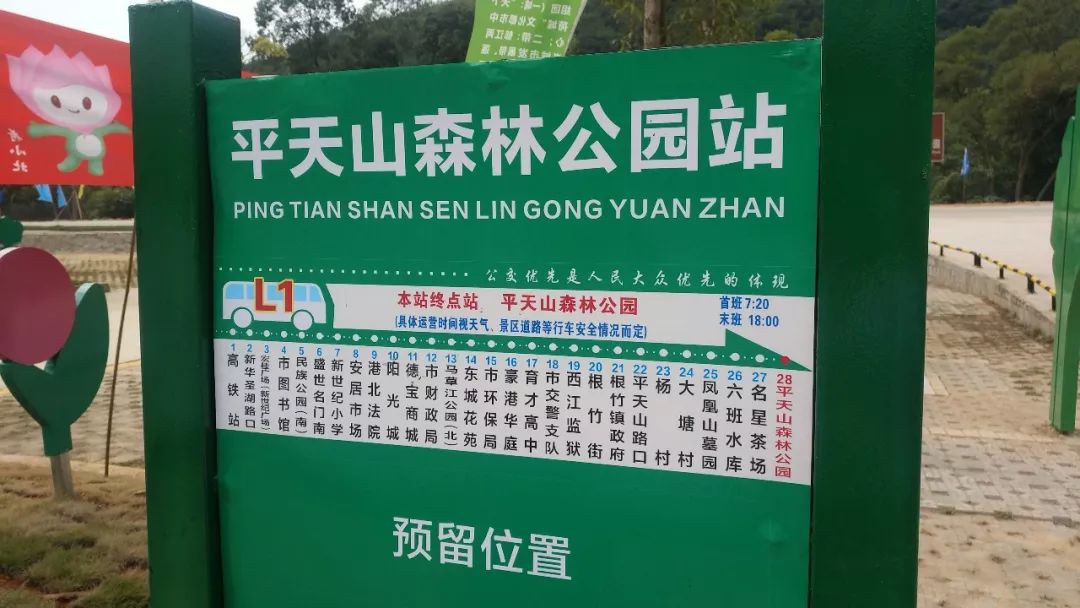 平天山森林公园站
PING TIAN SHAN SEN LIN GONG YUAN ZHAN
公交优先是人民大众优先的体现
L1
本站终点站 平天山森林公园
(具体运营时间视天气、景区道路等行车安全情况而定)
首班 7:20
末班 18:00
1 高铁站
2 新华圣湖路口
3 安桂广场(新世纪广场)
4 市图书馆
5 民族公园(南)
6 盛世名门南
7 新世纪小学
8 安居市场
9 港北法院
10 阳光城
11 德宝商城
12 市财政局
13 马草江公园(北)
14 东城花苑
15 市环保局
16 豪港华庭
17 育才高中
18 市交警支队
19 西江监狱
20 根竹街
21 根竹镇政府
22 平天山路口
23 杨村
24 大塘村
25 凤凰山墓园
26 六班水库
27 名星茶场
28 平天山森林公园
预留位置